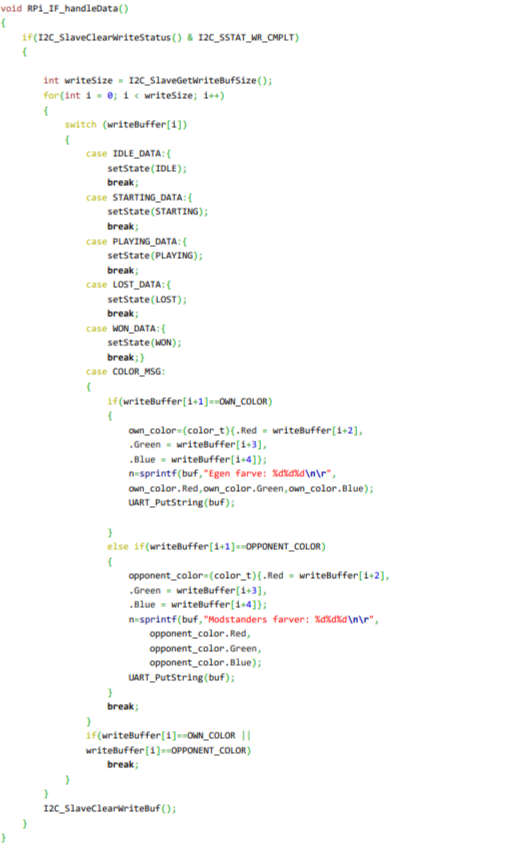 void RPi_IF_handleData()
{
    if(I2C_SlaveClearWriteStatus() & I2C_SSTAT_WR_CMPLT)
    {

        int writeSize = I2C_SlaveGetWriteBufSize();
        for(int i = 0; i < writeSize; i++)
        {
            switch (writeBuffer[i])
            {
                case IDLE_DATA:{
                    setState(IDLE);
                    break;
                case STARTING_DATA:{
                    setState(STARTING);
                    break;
                case PLAYING_DATA:{
                    setState(PLAYING);
                    break;
                case LOST_DATA:{
                    setState(LOST);
                    break;
                case WON_DATA:{
                    setState(WON);
                    break;}
                case COLOR_MSG:
                {
                    if(writeBuffer[i+1]==OWN_COLOR)
                    {
                        own_color=(color_t){.Red = writeBuffer[i+2],
                        .Green = writeBuffer[i+3],
                        .Blue = writeBuffer[i+4]};
                        n=sprintf(buf,"Egen farve: %d%d%d\n\r",
                        own_color.Red,own_color.Green,own_color.Blue);
                        UART_PutString(buf);

                    }
                    else if(writeBuffer[i+1]==OPPONENT_COLOR)
                    {
                        opponent_color=(color_t){.Red = writeBuffer[i+2],
                        .Green = writeBuffer[i+3],
                        .Blue = writeBuffer[i+4]};
                        n=sprintf(buf,"Modstanders farver: %d%d%d\n\r",
                            opponent_color.Red,
                            opponent_color.Green,
                            opponent_color.Blue);
                        UART_PutString(buf);
                    }
                    break;
                }
                if(writeBuffer[i]==OWN_COLOR ||
                writeBuffer[i]==OPPONENT_COLOR)
                    break;
            }
        }
        I2C_SlaveClearWriteBuf();
    }
}